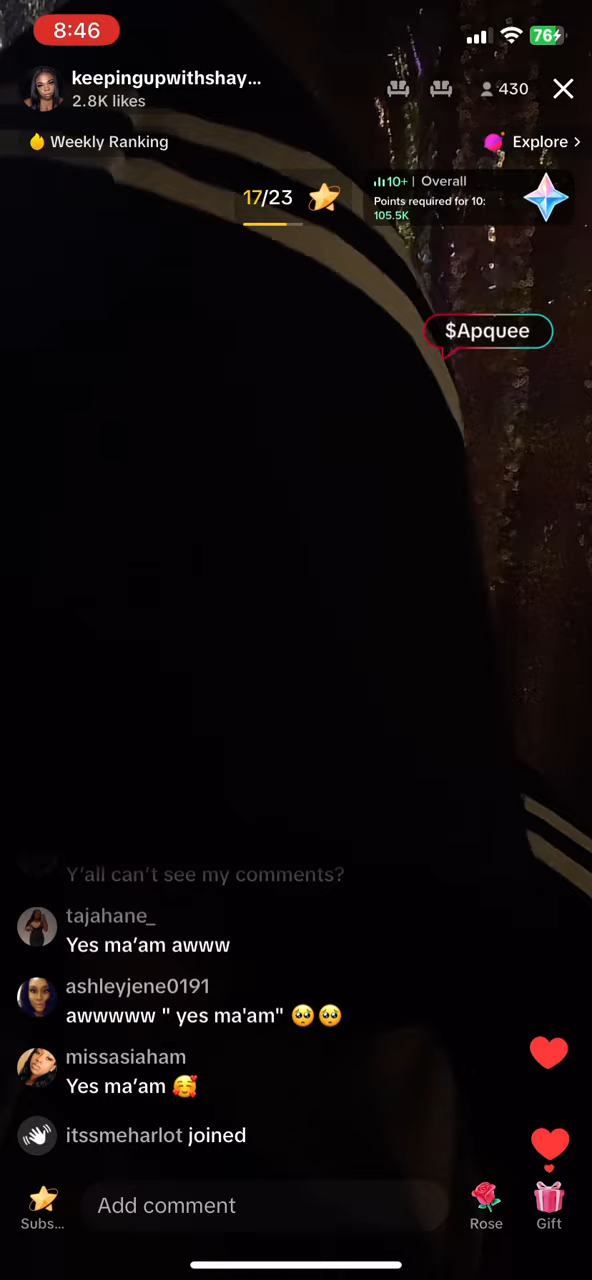 8:46
76
keepingupwithshay...
2.8K likes
430
Weekly Ranking
Explore >
17/23
10+ | Overall
Points required for 10:
105.5K
$Apquee
Y'all can't see my comments?
tajahane_
Yes ma'am awww
ashleyjene0191
awwwww " yes ma'am" 🥺🥺
missasiaham
Yes ma'am 🥰
itssmeharlot joined
Add comment
Subs...
Rose
Gift